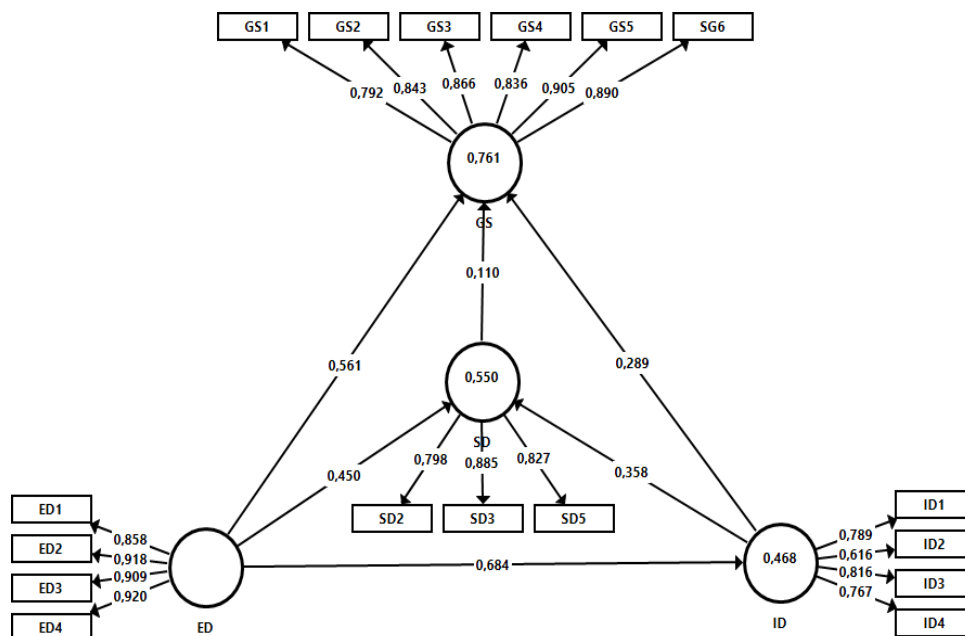 GS1 GS2 GS3 GS4 GS5 SG6
0,792 0,843 0,866 0,836 0,905 0,890
0,761
GS
0,110
0,561 0,289
0,550
SD
0,450 0,798 0,885 0,827 0,358
SD2 SD3 SD5
ED1
ED2
ED3
ED4
0,858
0,918
0,909
0,920
ED
0,684
0,468
ID
0,789
0,616
0,816
0,767
ID1
ID2
ID3
ID4